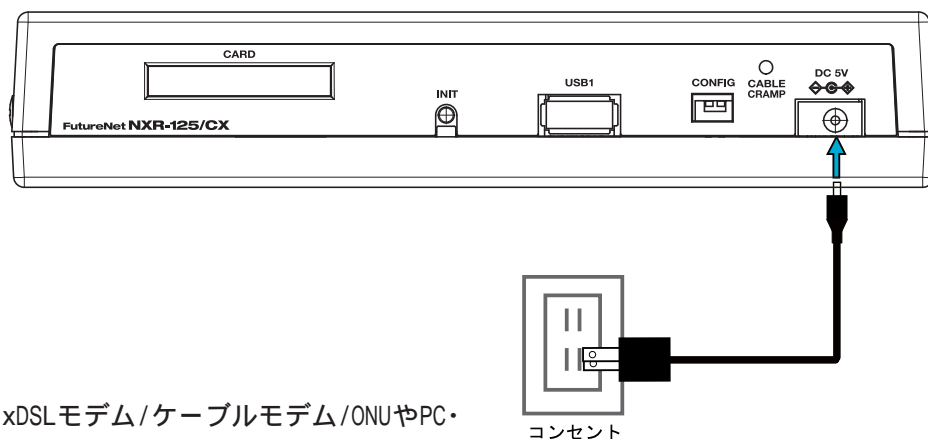 CARD
INIT
USB1
CONFIG
CABLE
CRAMP
DC 5V
FutureNet NXR-125/CX
xDSLモデム/ケーブルモデム/ONUやPC・
コンセント